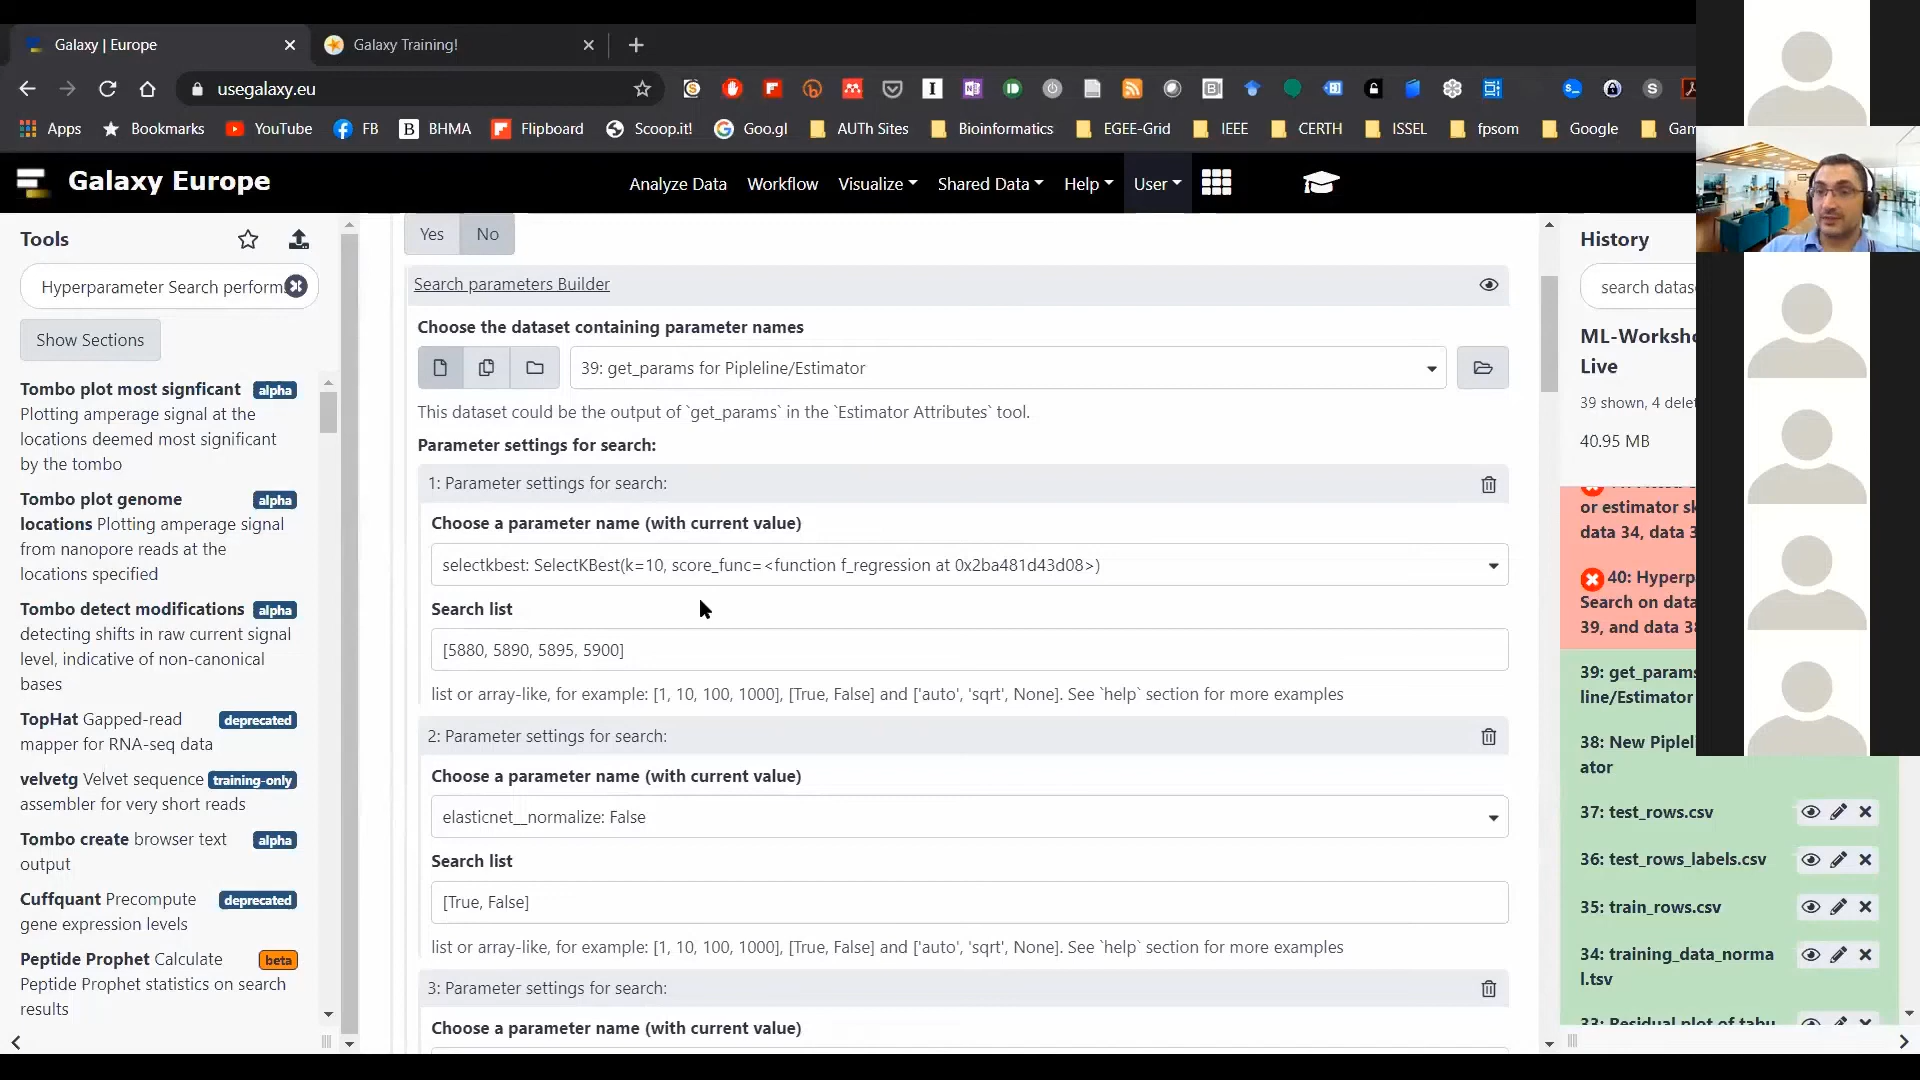 Galaxy | Europe
Galaxy Training!
usegalaxy.eu
Apps
Bookmarks
YouTube
FB
BHMA
Flipboard
Scoop.it!
Goo.gl
AUTh Sites
Bioinformatics
EGEE-Grid
IEEE
CERTH
ISSEL
fpsom
Google
Gam
Galaxy Europe
Analyze Data
Workflow
Visualize
Shared Data
Help
User
Tools
Hyperparameter Search perform
Show Sections
Tombo plot most signficant alpha
Plotting amperage signal at the
locations deemed most significant
by the tombo
Tombo plot genome alpha
locations Plotting amperage signal
from nanopore reads at the
locations specified
Tombo detect modifications alpha
detecting shifts in raw current signal
level, indicative of non-canonical
bases
TopHat Gapped-read deprecated
mapper for RNA-seq data
velvetg Velvet sequence training-only
assembler for very short reads
Tombo create browser text alpha
output
Cuffquant Precompute deprecated
gene expression levels
Peptide Prophet Calculate beta
Peptide Prophet statistics on search
results
Yes
No
Search parameters Builder
Choose the dataset containing parameter names
39: get_params for Pipleline/Estimator
This dataset could be the output of `get_params` in the `Estimator Attributes` tool.
Parameter settings for search:
1: Parameter settings for search:
Choose a parameter name (with current value)
selectkbest: SelectKBest(k=10, score_func=<function f_regression at 0x2ba481d43d08>)
Search list
[5880, 5890, 5895, 5900]
list or array-like, for example: [1, 10, 100, 1000], [True, False] and ['auto', 'sqrt', None]. See `help` section for more examples
2: Parameter settings for search:
Choose a parameter name (with current value)
elasticnet__normalize: False
Search list
[True, False]
list or array-like, for example: [1, 10, 100, 1000], [True, False] and ['auto', 'sqrt', None]. See `help` section for more examples
3: Parameter settings for search:
Choose a parameter name (with current value)
History
search datas
ML-Worksho
Live
39 shown, 4 delet
40.95 MB
or estimator sk
data 34, data 3
40: Hyperp
Search on data
39, and data 38
39: get_params
line/Estimator
38: New Piplel
ator
37: test_rows.csv
36: test_rows_labels.csv
35: train_rows.csv
34: training_data_norma
l.tsv
33: Residual plot of tabu